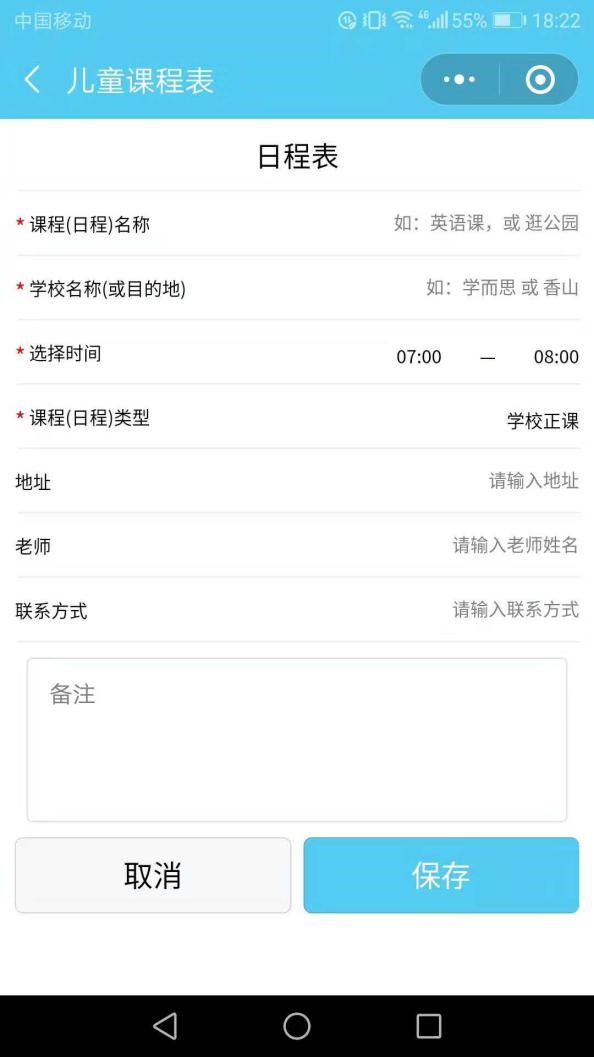 中国移动 4G 55% 18:22
儿童课程表
日程表
* 课程(日程)名称 如：英语课，或 逛公园
* 学校名称(或目的地) 如：学而思 或 香山
* 选择时间 07:00 — 08:00
* 课程(日程)类型 学校正课
地址 请输入地址
老师 请输入老师姓名
联系方式 请输入联系方式
备注
取消 保存